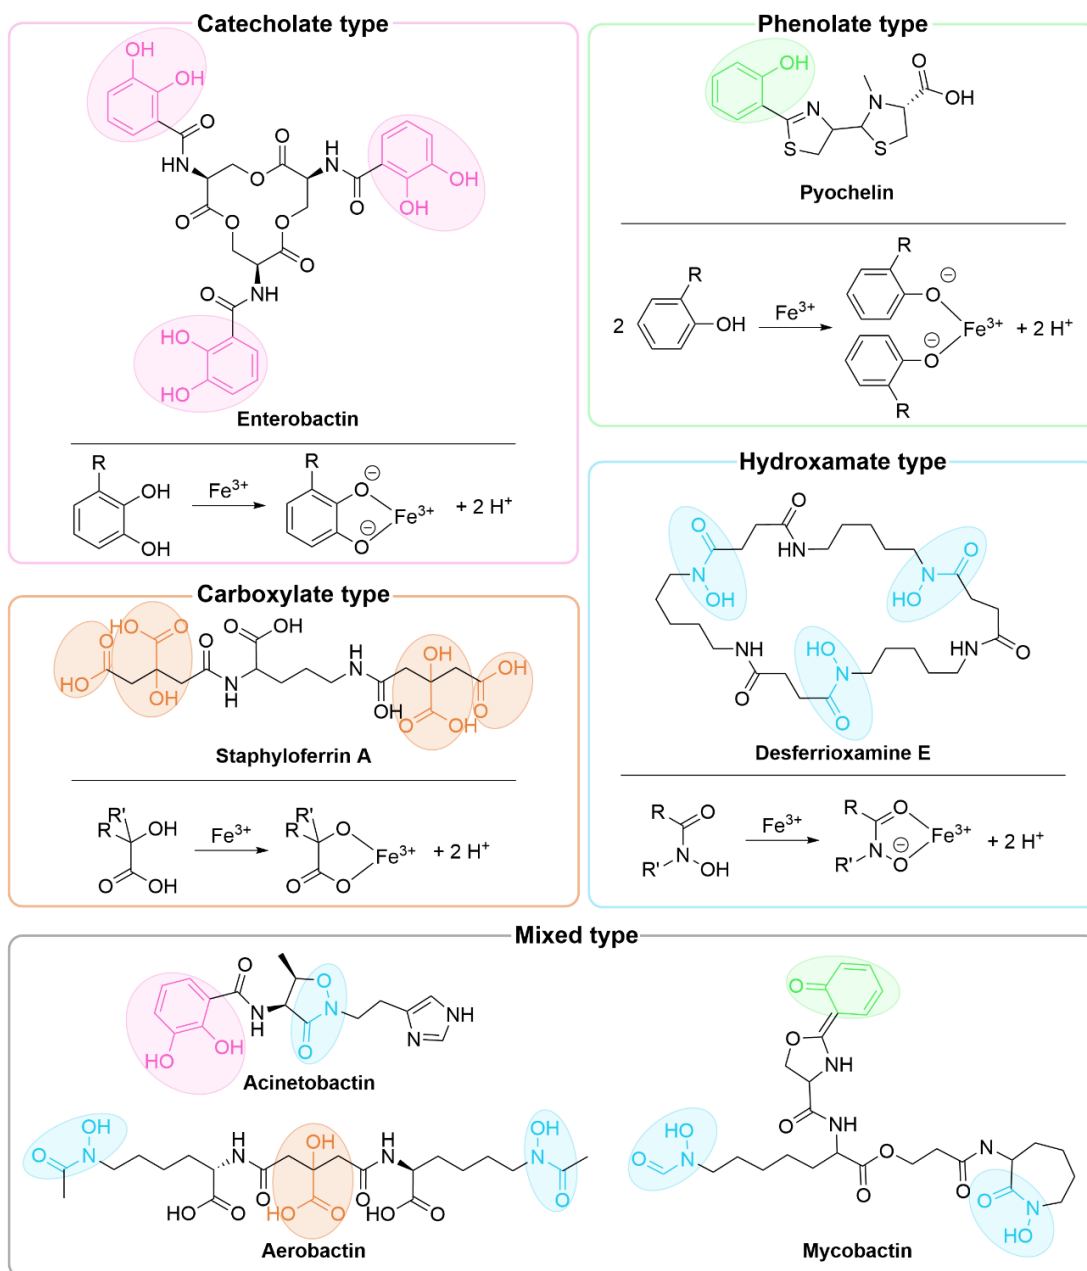 Catecholate type
OH
OH
O
N
H
O
O
O
H
N
O
OH
OH
O
O
O
O
O
NH
HO
HO
Enterobactin
R
OH
OH
Fe³⁺
R
O ⊖
⊖ O
Fe³⁺
+ 2 H⁺
Phenolate type
OH
N
S
N
S
O
OH
Pyochelin
2
R
OH
Fe³⁺
R
O ⊖
⊖ O
R
Fe³⁺
+ 2 H⁺
Carboxylate type
O
HO
HO
O
OH
O
N
H
O
OH
H
N
OH
OH
O
OH
O
OH
O
Staphyloferrin A
R'
R
OH
O
OH
Fe³⁺
R'
R
O
O
O
Fe³⁺
+ 2 H⁺
Hydroxamate type
O
N
OH
O
HN
N
HO
O
NH
O
HO
N
O
NH
O
Desferrioxamine E
R
O
N
R'
OH
Fe³⁺
R
O
N
R'
⊖
O
Fe³⁺
+ 2 H⁺
Mixed type
HO
OH
O
N
H
O
N
O
N
NH
Acinetobactin
OH
O
N
HO
O
H
N
O
OH
HO
O
O
H
N
HO
O
OH
N
O
Aerobactin
O
O
NH
O
N
H
HO
O
N
O
O
O
N
O
N
HO
Mycobactin